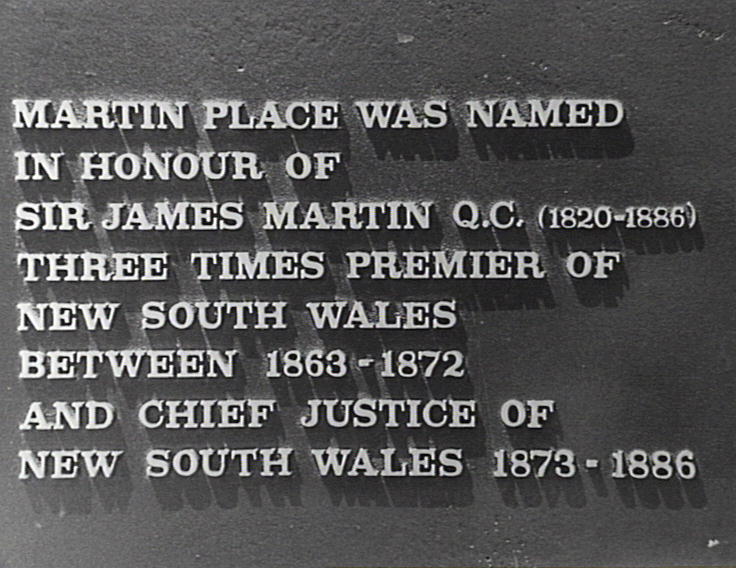 MARTIN PLACE WAS NAMED
IN HONOUR OF
SIR JAMES MARTIN Q.C. (1820-1886)
THREE TIMES PREMIER OF
NEW SOUTH WALES
BETWEEN 1863-1872
AND CHIEF JUSTICE OF
NEW SOUTH WALES 1873-1886